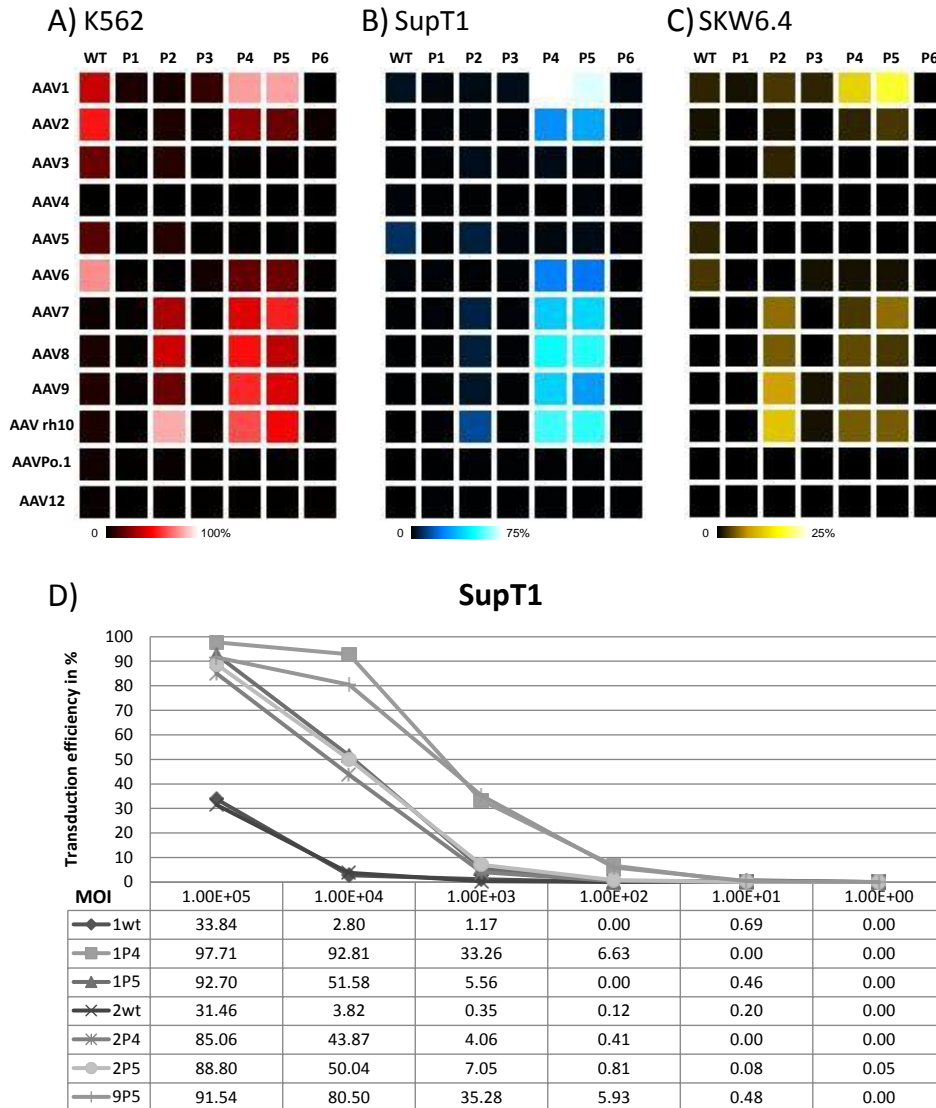 A) K562
B) SupT1
C) SKW6.4
WT P1 P2 P3 P4 P5 P6
WT P1 P2 P3 P4 P5 P6
WT P1 P2 P3 P4 P5 P6
AAV1
AAV2
AAV3
AAV4
AAV5
AAV6
AAV7
AAV8
AAV9
AAV rh10
AAVPo.1
AAV12
0 100%
0 75%
0 25%
D) SupT1
Transduction efficiency in %
100
90
80
70
60
50
40
30
20
10
0
MOI 1.00E+05 1.00E+04 1.00E+03 1.00E+02 1.00E+01 1.00E+00
1wt 33.84 2.80 1.17 0.00 0.69 0.00
1P4 97.71 92.81 33.26 6.63 0.00 0.00
1P5 92.70 51.58 5.56 0.00 0.46 0.00
2wt 31.46 3.82 0.35 0.12 0.20 0.00
2P4 85.06 43.87 4.06 0.41 0.00 0.00
2P5 88.80 50.04 7.05 0.81 0.08 0.05
9P5 91.54 80.50 35.28 5.93 0.48 0.00